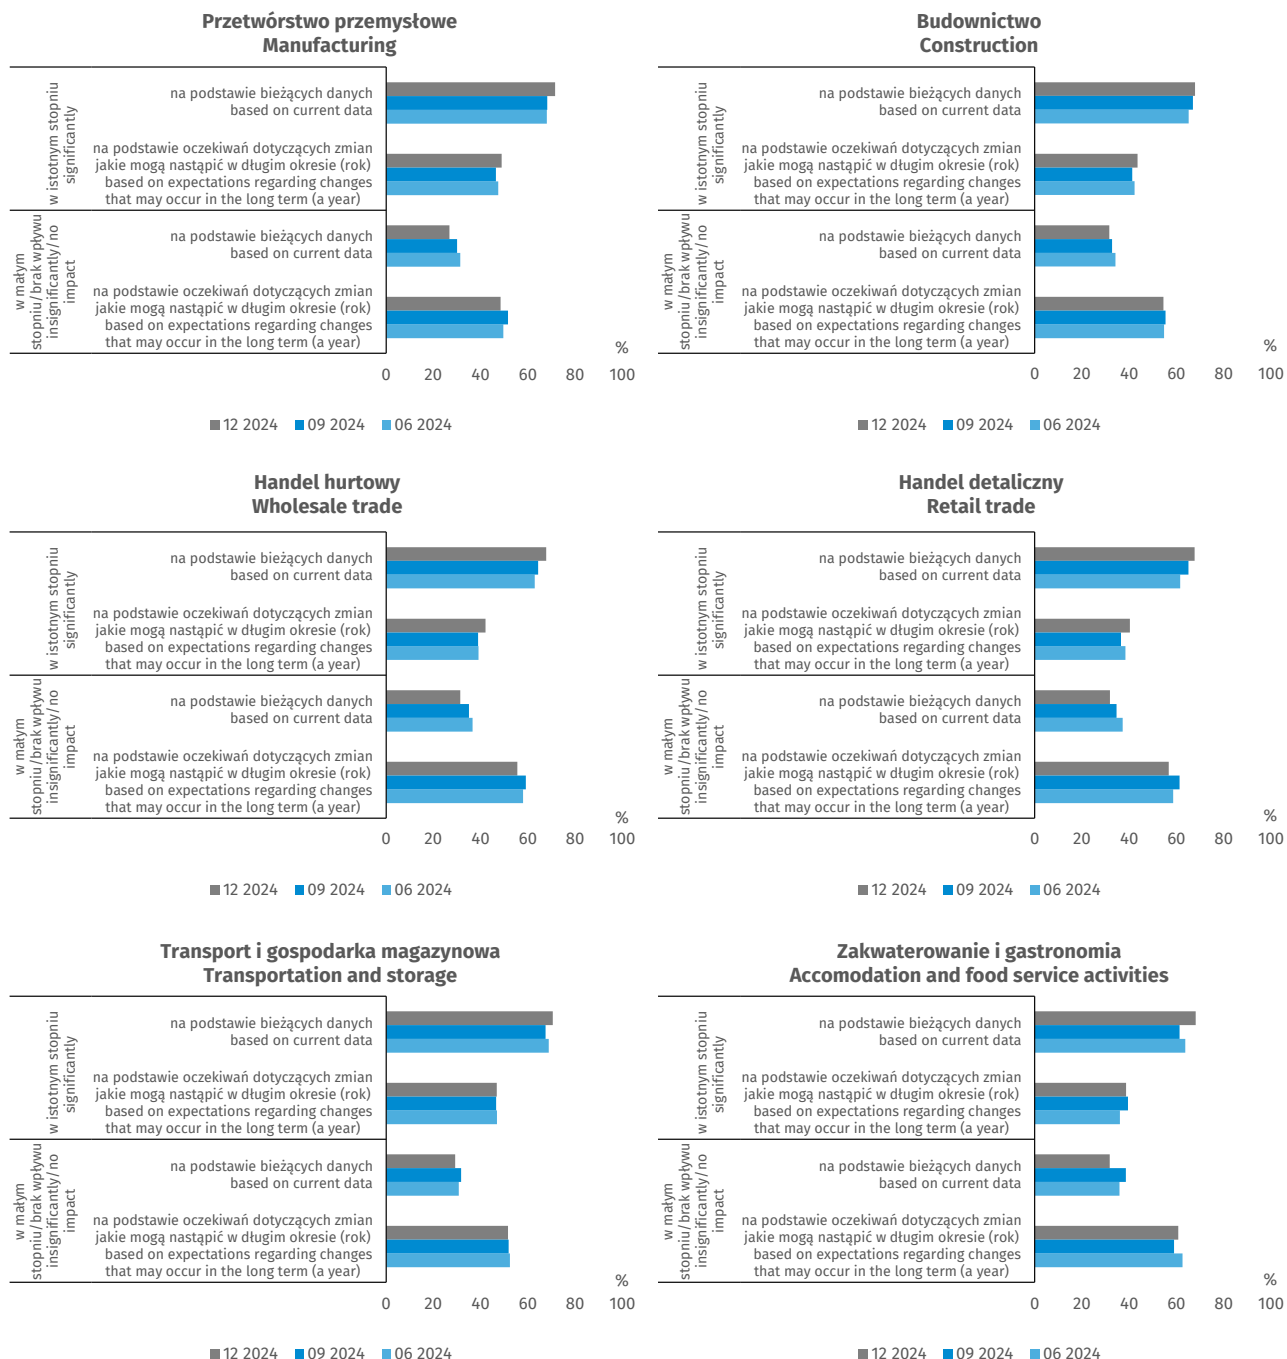 Przetwórstwo przemysłowe
Manufacturing
w istotnym stopniu
significantly
na podstawie bieżących danych
based on current data
na podstawie oczekiwań dotyczących zmian
jakie mogą nastąpić w długim okresie (rok)
based on expectations regarding changes
that may occur in the long term (a year)
w małym
stopniu/brak wpływu
insignificantly/no
impact
na podstawie bieżących danych
based on current data
na podstawie oczekiwań dotyczących zmian
jakie mogą nastąpić w długim okresie (rok)
based on expectations regarding changes
that may occur in the long term (a year)
%
0 20 40 60 80 100
12 2024 09 2024 06 2024
Budownictwo
Construction
w istotnym stopniu
significantly
na podstawie bieżących danych
based on current data
na podstawie oczekiwań dotyczących zmian
jakie mogą nastąpić w długim okresie (rok)
based on expectations regarding changes
that may occur in the long term (a year)
w małym
stopniu/brak wpływu
insignificantly/no
impact
na podstawie bieżących danych
based on current data
na podstawie oczekiwań dotyczących zmian
jakie mogą nastąpić w długim okresie (rok)
based on expectations regarding changes
that may occur in the long term (a year)
%
0 20 40 60 80 100
12 2024 09 2024 06 2024
Handel hurtowy
Wholesale trade
w istotnym stopniu
significantly
na podstawie bieżących danych
based on current data
na podstawie oczekiwań dotyczących zmian
jakie mogą nastąpić w długim okresie (rok)
based on expectations regarding changes
that may occur in the long term (a year)
w małym
stopniu/brak wpływu
insignificantly/no
impact
na podstawie bieżących danych
based on current data
na podstawie oczekiwań dotyczących zmian
jakie mogą nastąpić w długim okresie (rok)
based on expectations regarding changes
that may occur in the long term (a year)
%
0 20 40 60 80 100
12 2024 09 2024 06 2024
Handel detaliczny
Retail trade
w istotnym stopniu
significantly
na podstawie bieżących danych
based on current data
na podstawie oczekiwań dotyczących zmian
jakie mogą nastąpić w długim okresie (rok)
based on expectations regarding changes
that may occur in the long term (a year)
w małym
stopniu/brak wpływu
insignificantly/no
impact
na podstawie bieżących danych
based on current data
na podstawie oczekiwań dotyczących zmian
jakie mogą nastąpić w długim okresie (rok)
based on expectations regarding changes
that may occur in the long term (a year)
%
0 20 40 60 80 100
12 2024 09 2024 06 2024
Transport i gospodarka magazynowa
Transportation and storage
w istotnym stopniu
significantly
na podstawie bieżących danych
based on current data
na podstawie oczekiwań dotyczących zmian
jakie mogą nastąpić w długim okresie (rok)
based on expectations regarding changes
that may occur in the long term (a year)
w małym
stopniu/brak wpływu
insignificantly/no
impact
na podstawie bieżących danych
based on current data
na podstawie oczekiwań dotyczących zmian
jakie mogą nastąpić w długim okresie (rok)
based on expectations regarding changes
that may occur in the long term (a year)
%
0 20 40 60 80 100
12 2024 09 2024 06 2024
Zakwaterowanie i gastronomia
Accomodation and food service activities
w istotnym stopniu
significantly
na podstawie bieżących danych
based on current data
na podstawie oczekiwań dotyczących zmian
jakie mogą nastąpić w długim okresie (rok)
based on expectations regarding changes
that may occur in the long term (a year)
w małym
stopniu/brak wpływu
insignificantly/no
impact
na podstawie bieżących danych
based on current data
na podstawie oczekiwań dotyczących zmian
jakie mogą nastąpić w długim okresie (rok)
based on expectations regarding changes
that may occur in the long term (a year)
%
0 20 40 60 80 100
12 2024 09 2024 06 2024